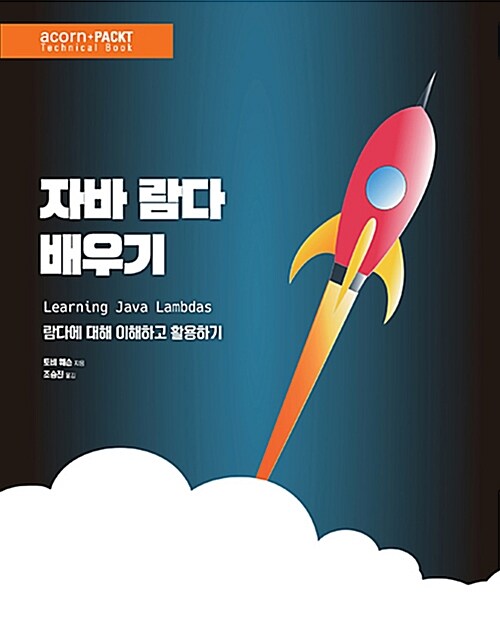 acorn+PACKT
Technical Book
자바 람다
배우기
Learning Java Lambdas
람다에 대해 이해하고 활용하기
토비 웨슨 지음
조승진 옮김